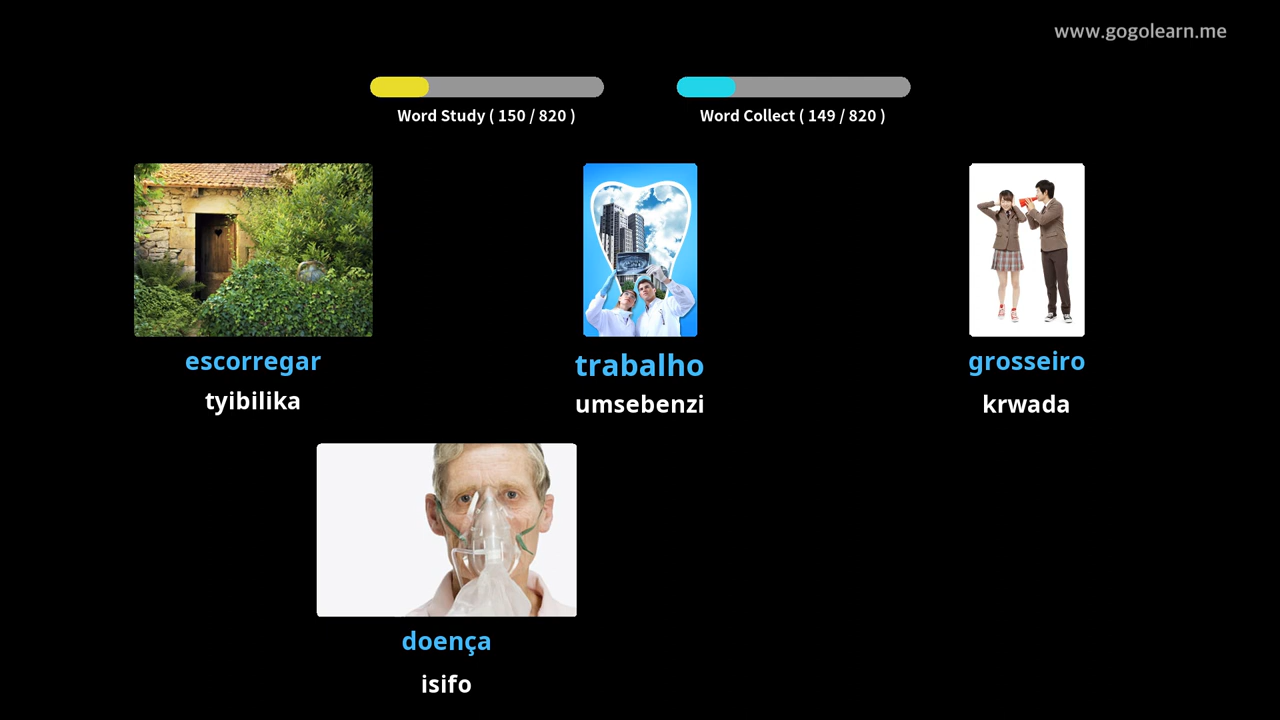 www.gogolearn.me
Word Study ( 150 / 820 )
Word Collect ( 149 / 820 )
escorregar
tyibilika
trabalho
umsebenzi
grosseiro
krwada
doença
isifo